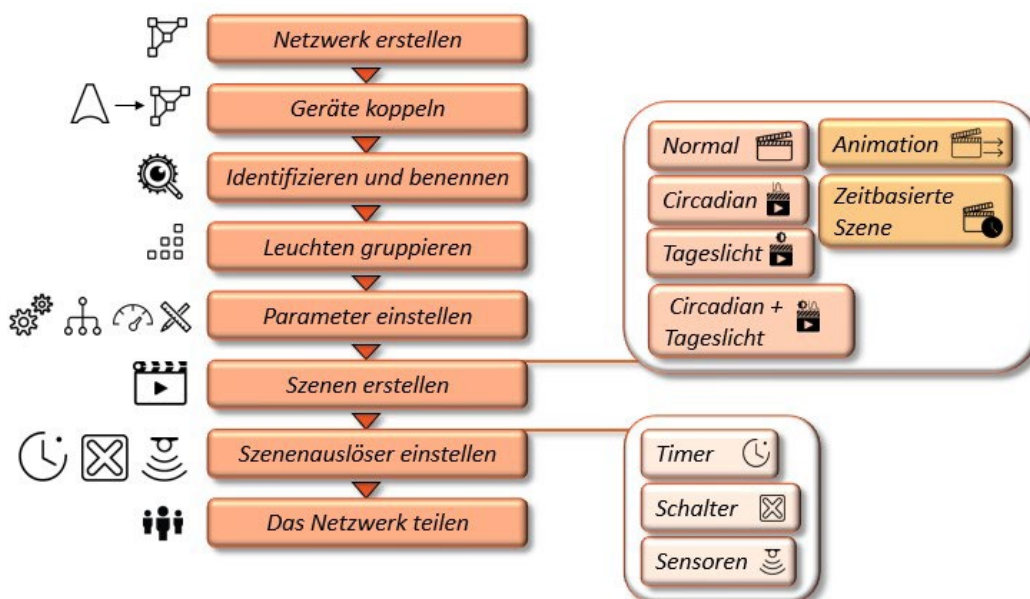 Netzwerk erstellen
Geräte koppeln
Identifizieren und benennen
Leuchten gruppieren
Parameter einstellen
Szenen erstellen
Szenenauslöser einstellen
Das Netzwerk teilen
Normal
Circadian
Tageslicht
Circadian +
Tageslicht
Animation
Zeitbasierte
Szene
Timer
Schalter
Sensoren